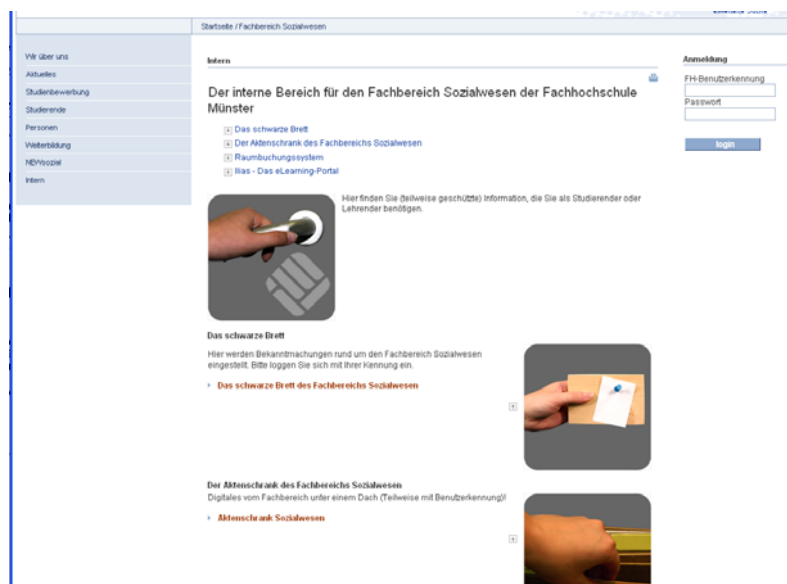 Startseite / Fachbereich Sozialwesen
Wir über uns
Aktuelles
Studienbewerbung
Studierende
Personen
Weiterbildung
NEWsozial
Intern
Intern
Der interne Bereich für den Fachbereich Sozialwesen der Fachhochschule
Münster
Das schwarze Brett
Der Aktenschrank des Fachbereichs Sozialwesen
Raumbuchungssystem
Ilias - Das eLearning-Portal
Hier finden Sie (teilweise geschützte) Information, die Sie als Studierender oder
Lehrender benötigen.
Das schwarze Brett
Hier werden Bekanntmachungen rund um den Fachbereich Sozialwesen
eingestellt. Bitte loggen Sie sich mit Ihrer Kennung ein.
Das schwarze Brett des Fachbereichs Sozialwesen
Der Aktenschrank des Fachbereichs Sozialwesen
Digitales vom Fachbereich unter einem Dach (Teilweise mit Benutzerkennung)!
Aktenschrank Sozialwesen
Anmeldung
FH-Benutzerkennung
Passwort
login